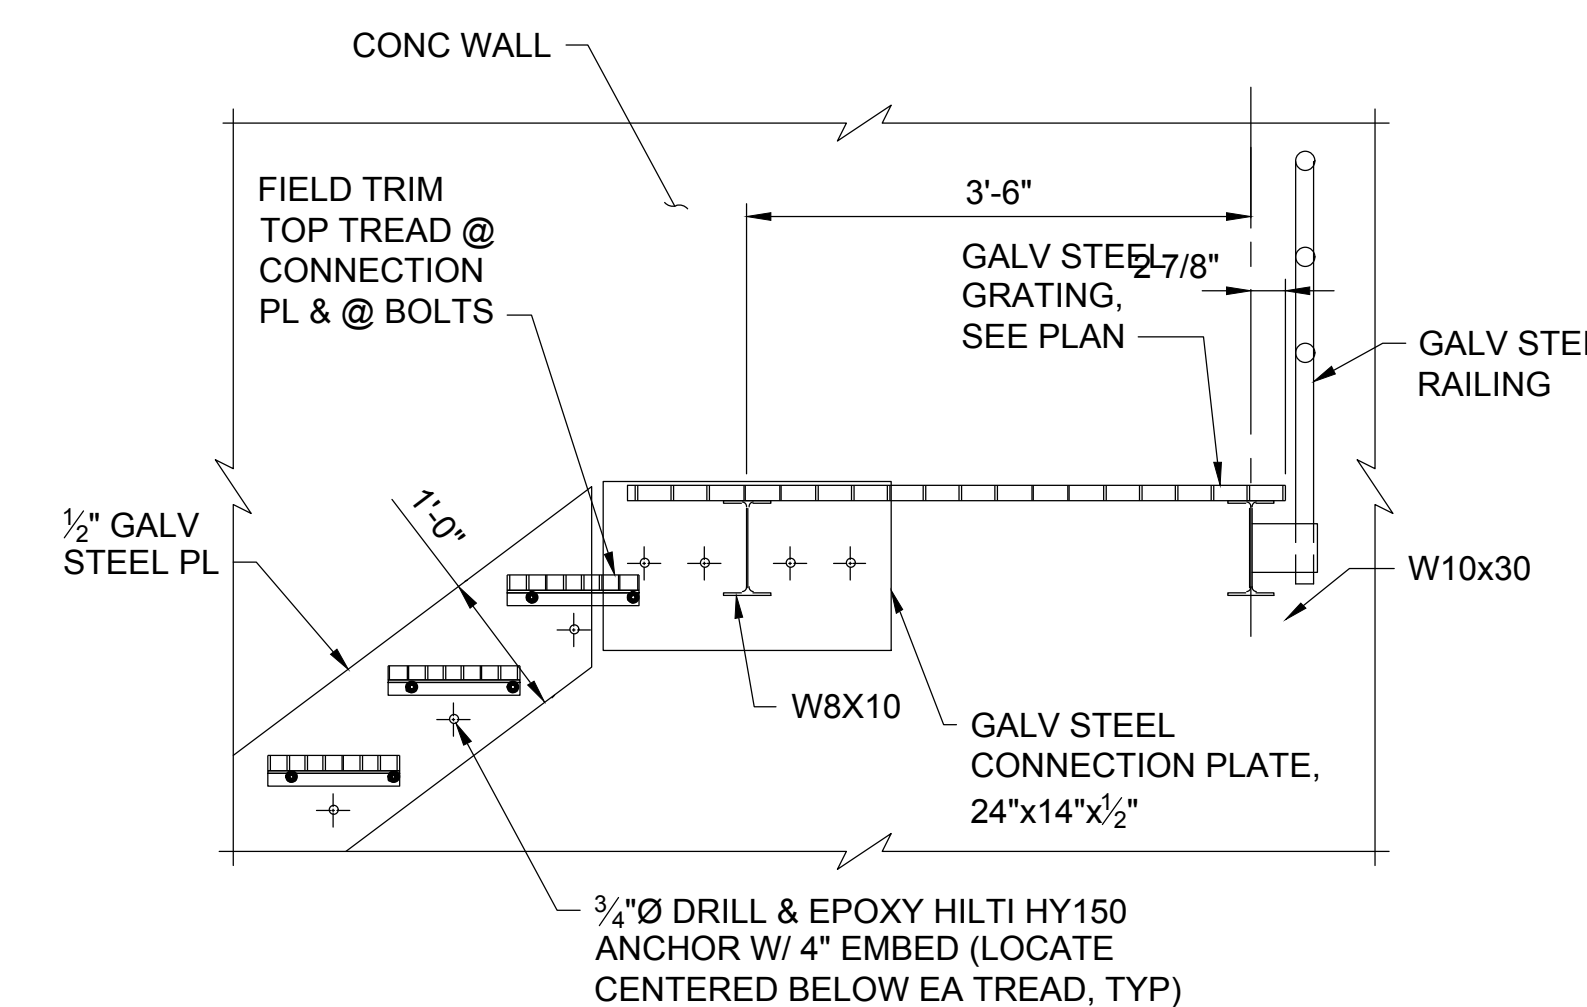 CONC WALL
FIELD TRIM
TOP TREAD @
CONNECTION
PL & @ BOLTS
3'-6"
GALV STEEL
GRATING,
SEE PLAN
2 7/8"
GALV STEE
RAILING
1'-0"
½" GALV
STEEL PL
W10x30
W8X10
GALV STEEL
CONNECTION PLATE,
24"x14"x½"
¾"Ø DRILL & EPOXY HILTI HY150
ANCHOR W/ 4" EMBED (LOCATE
CENTERED BELOW EA TREAD, TYP)